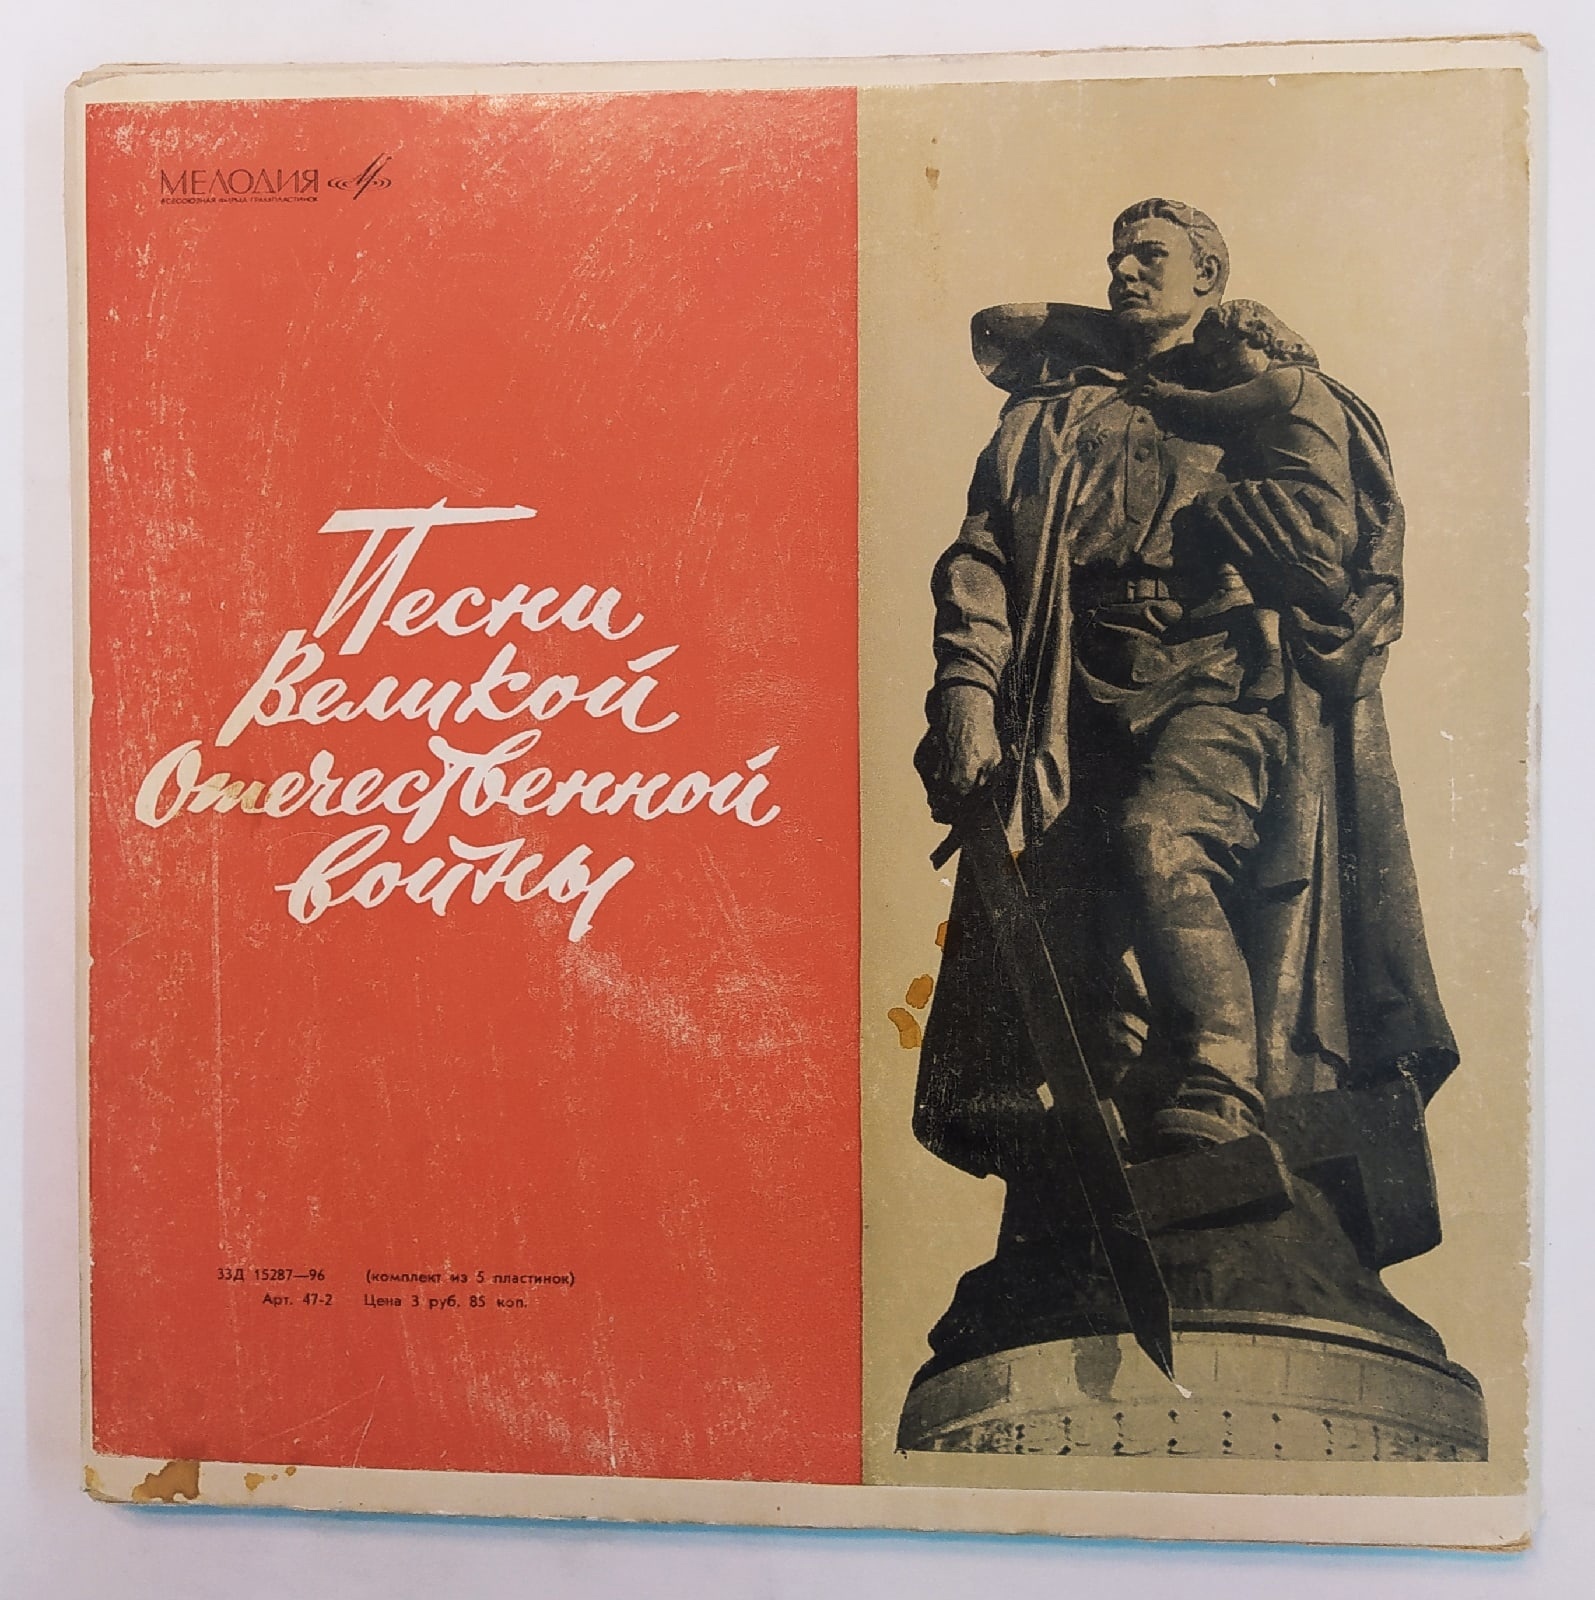 МЕЛОДИЯ
ВСЕСОЮЗНАЯ ФИРМА ГРАМПЛАСТИНОК
Песни
Великой
Отечественной
войны
33Д 15287—96 (комплект из 5 пластинок)
Арт. 47-2 Цена 3 руб. 85 коп.